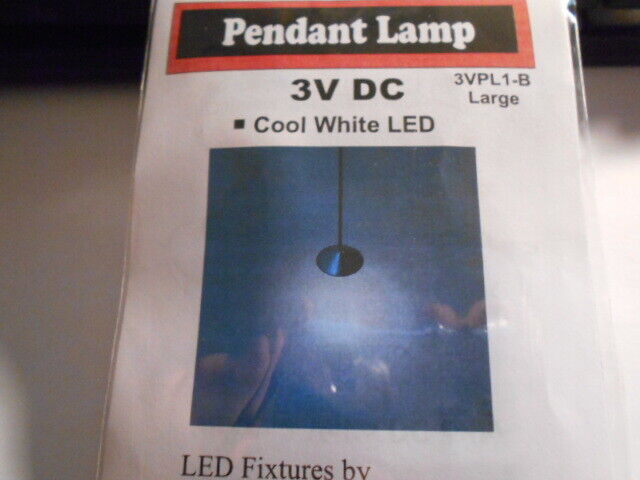 Pendant Lamp
3V DC
3VPL1-B
Large
▪ Cool White LED
LED Fixtures by